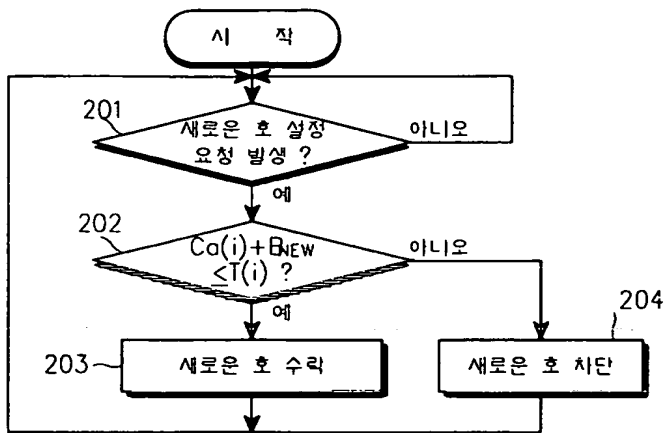 시 작
201
새로운 호 설정
요청 발생 ?
아니오
예
202
Ca(i)+BNEW
≤T(i) ?
아니오
예
203
새로운 호 수락
204
새로운 호 차단